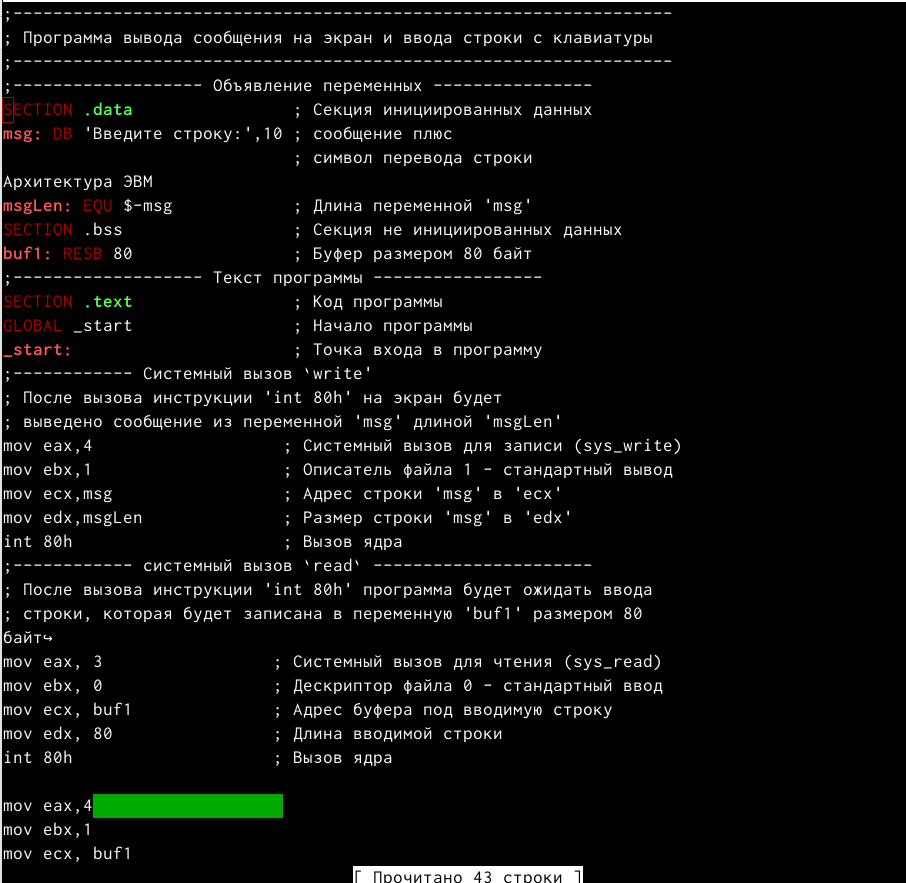 ;------------------------------------------------------------------
; Программа вывода сообщения на экран и ввода строки с клавиатуры
;------------------------------------------------------------------
;------------------- Объявление переменных ----------------
SECTION .data                ; Секция инициированных данных
msg: DB 'Введите строку:',10 ; сообщение плюс
                             ; символ перевода строки
Архитектура ЭВМ
msgLen: EQU $-msg            ; Длина переменной 'msg'
SECTION .bss                 ; Секция не инициированных данных
buf1: RESB 80                ; Буфер размером 80 байт
;------------------- Текст программы -----------------
SECTION .text                ; Код программы
GLOBAL _start                ; Начало программы
_start:                      ; Точка входа в программу
;------------ Системный вызов `write'
; После вызова инструкции 'int 80h' на экран будет
; выведено сообщение из переменной 'msg' длиной 'msgLen'
mov eax,4                   ; Системный вызов для записи (sys_write)
mov ebx,1                   ; Описатель файла 1 - стандартный вывод
mov ecx,msg                 ; Адрес строки 'msg' в 'ecx'
mov edx,msgLen              ; Размер строки 'msg' в 'edx'
int 80h                     ; Вызов ядра
;------------ системный вызов `read` ----------------------
; После вызова инструкции 'int 80h' программа будет ожидать ввода
; строки, которая будет записана в переменную 'buf1' размером 80
байт↪
mov eax, 3                 ; Системный вызов для чтения (sys_read)
mov ebx, 0                 ; Дескриптор файла 0 - стандартный ввод
mov ecx, buf1              ; Адрес буфера под вводимую строку
mov edx, 80                ; Длина вводимой строки
int 80h                    ; Вызов ядра

mov eax,4
mov ebx,1
mov ecx, buf1
[ Прочитано 43 строки ]